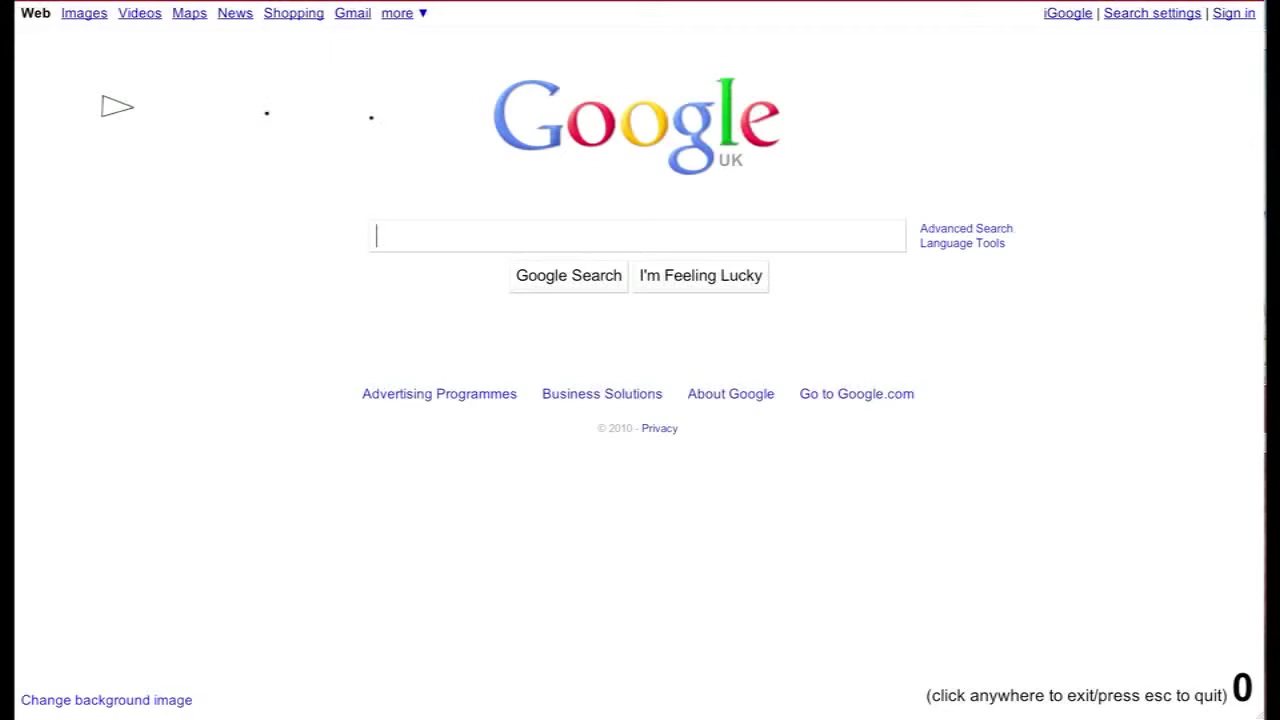 Web Images Videos Maps News Shopping Gmail more ▼
iGoogle | Search settings | Sign in
Google
UK
Advanced Search
Language Tools
Google Search I'm Feeling Lucky
Advertising Programmes Business Solutions About Google Go to Google.com
© 2010 - Privacy
Change background image
(click anywhere to exit/press esc to quit) 0